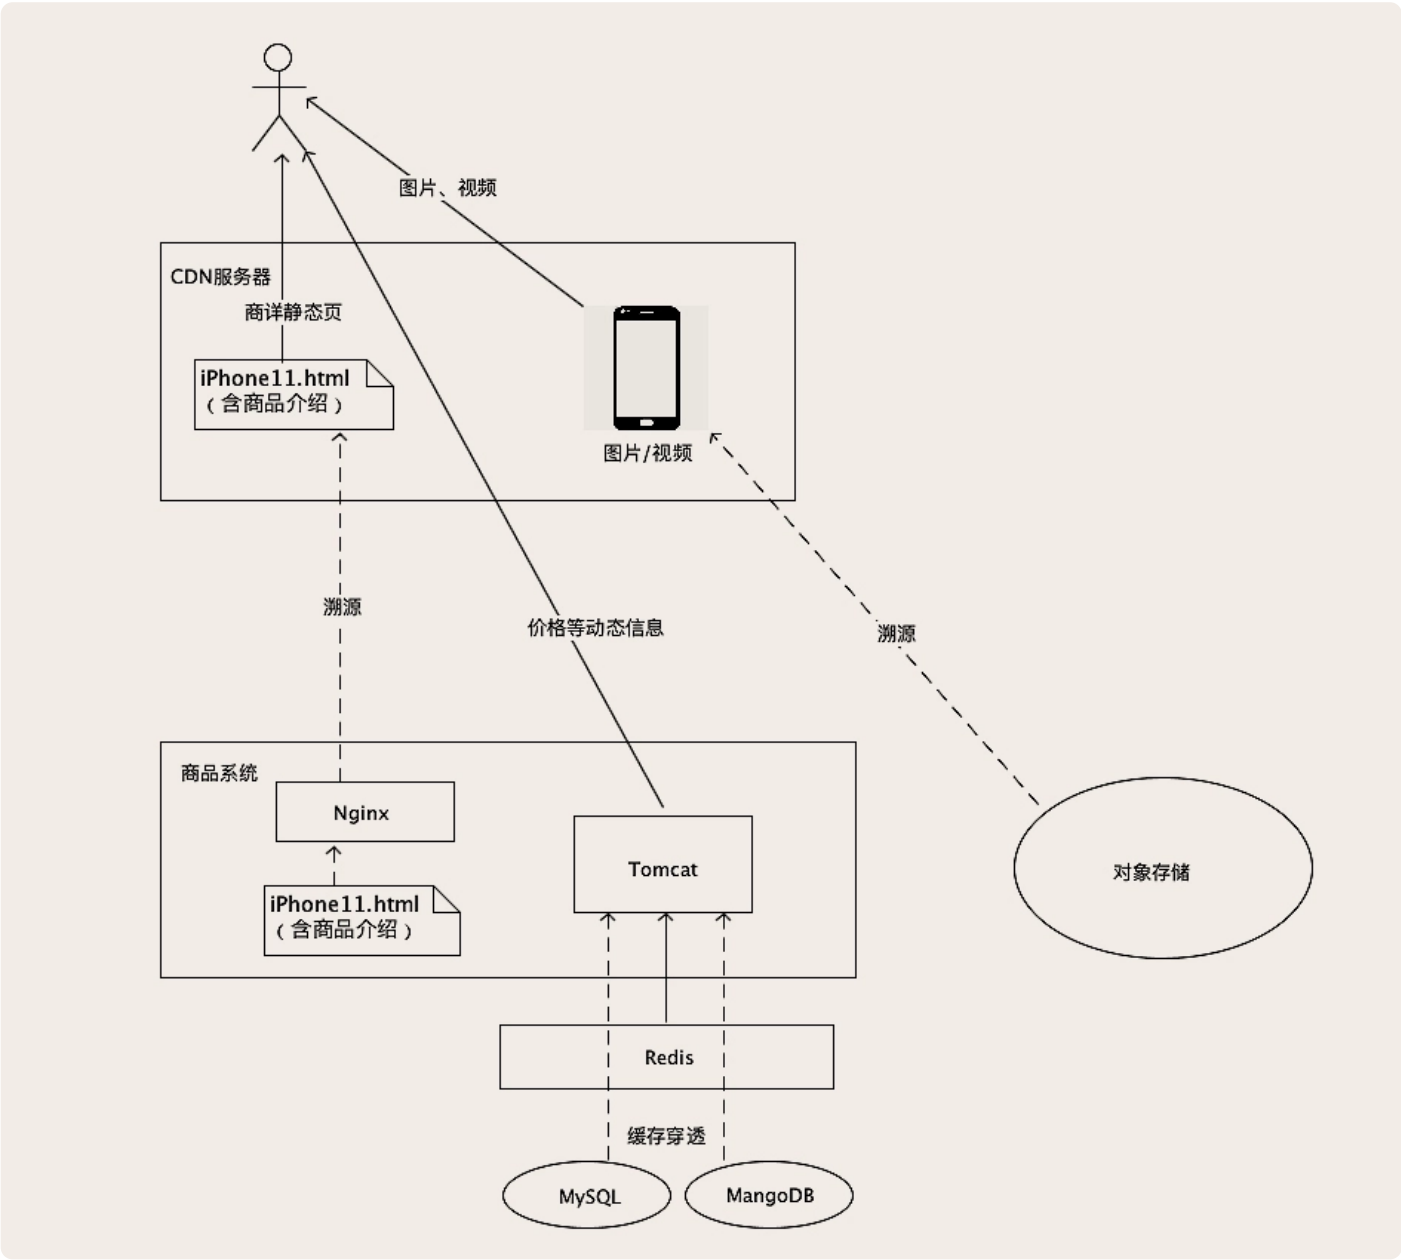 图片、视频
CDN服务器
商详静态页
iPhone11.html
（含商品介绍）
图片/视频
溯源
价格等动态信息
溯源
商品系统
Nginx
iPhone11.html
（含商品介绍）
Tomcat
对象存储
Redis
缓存穿透
MySQL
MangoDB